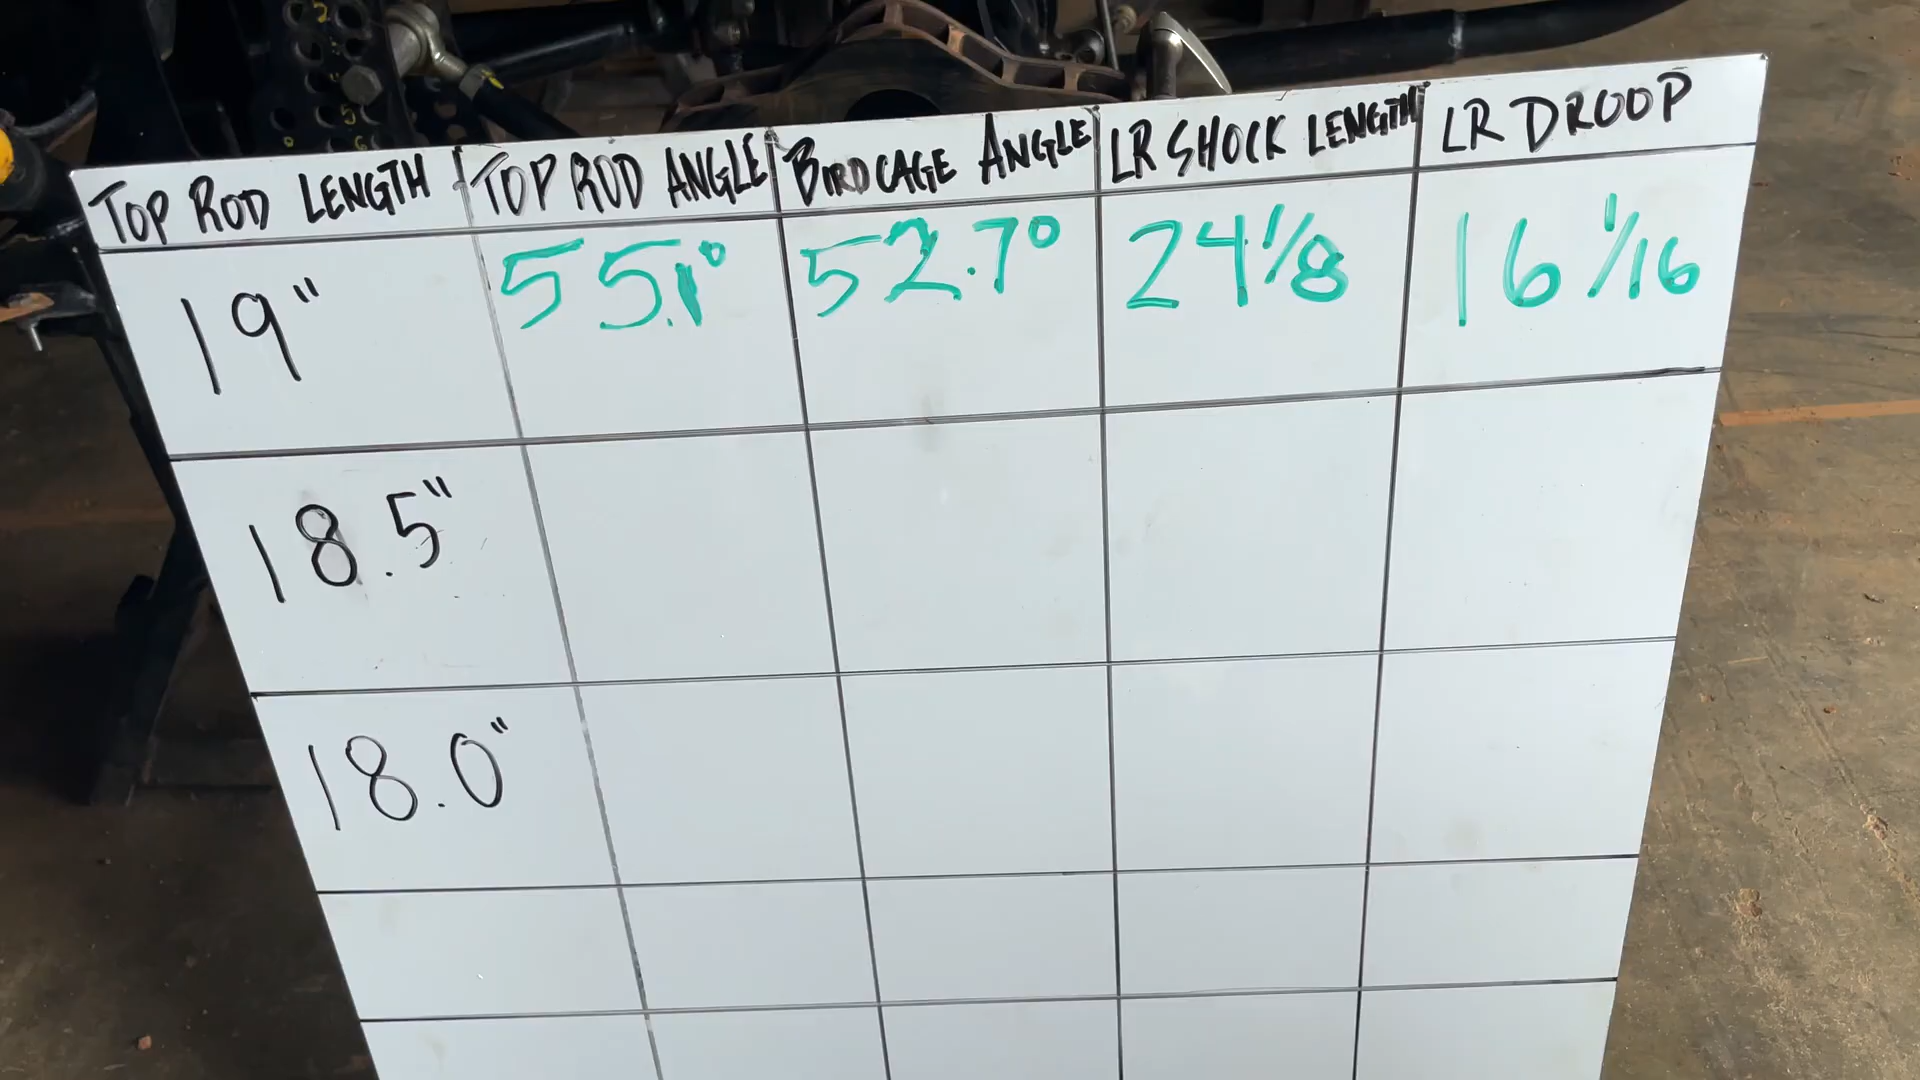 TOP ROD LENGTH TOP ROD ANGLE BIRDCAGE ANGLE LR SHOCK LENGTH LR DROOP
19" 55.1° 52.7° 24 1/8 16 1/16
18.5"
18.0"